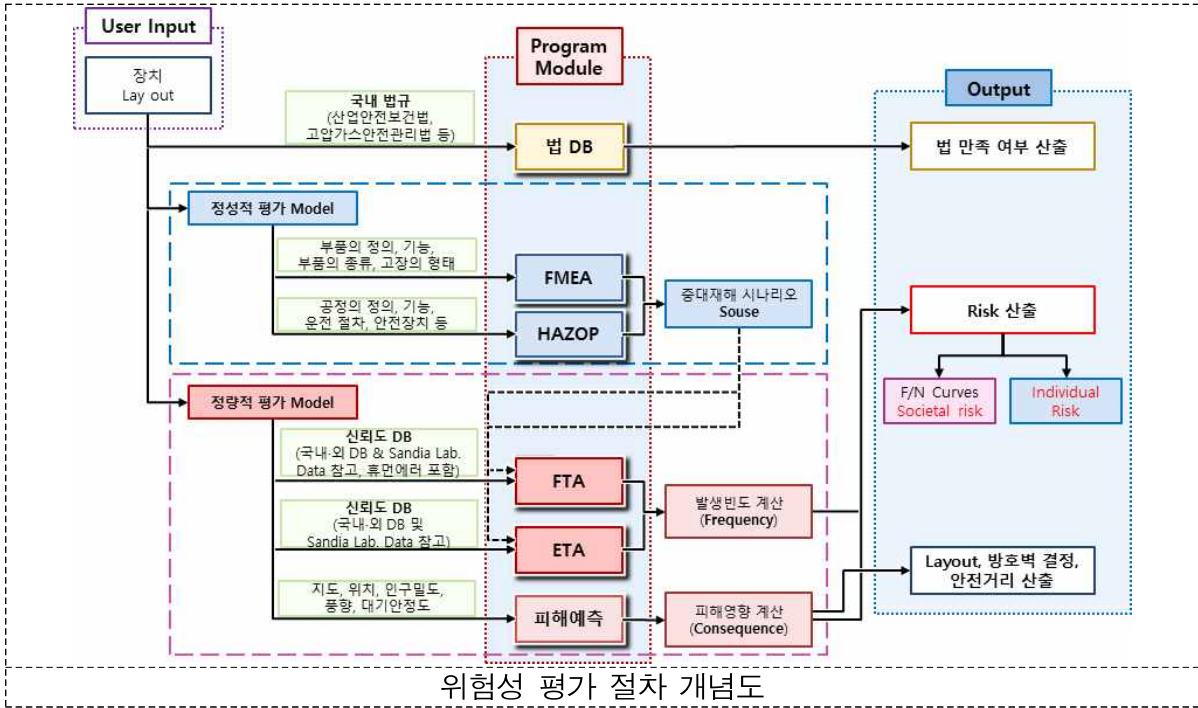 User Input
장치
Lay out
Program
Module
Output
국내 법규
(산업안전보건법,
고압가스안전관리법 등)
법 DB
법 만족 여부 산출
정성적 평가 Model
부품의 정의, 기능,
부품의 종류, 고장의 형태
FMEA
공정의 정의, 기능,
운전 절차, 안전장치 등
HAZOP
중대재해 시나리오
Souse
Risk 산출
F/N Curves
Societal risk
Individual
Risk
정량적 평가 Model
신뢰도 DB
(국내·외 DB & Sandia Lab.
Data 참고, 휴먼에러 포함)
FTA
신뢰도 DB
(국내·외 DB 및
Sandia Lab. Data 참고)
ETA
발생빈도 계산
(Frequency)
지도, 위치, 인구밀도,
풍향, 대기안정도
피해예측
피해영향 계산
(Consequence)
Layout, 방호벽 결정,
안전거리 산출
위험성 평가 절차 개념도